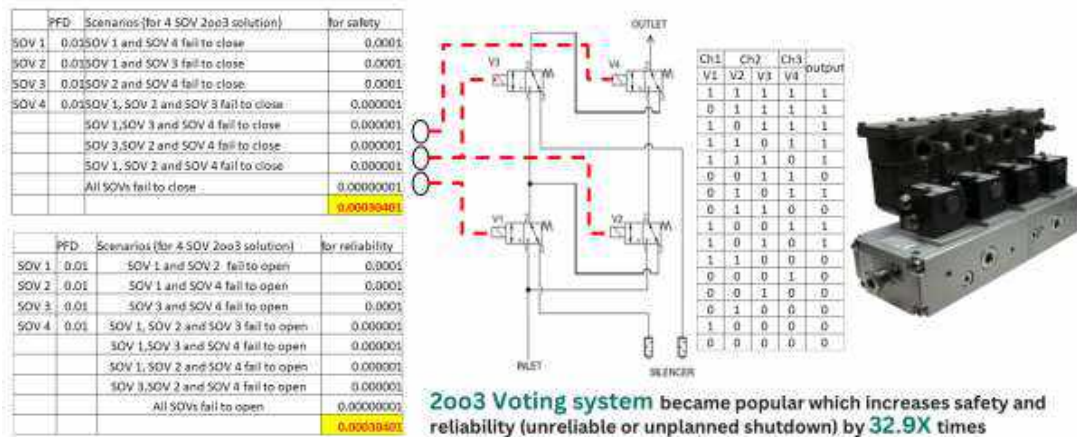 PFD Scenarios (for 4 SOV 2oo3 solution) for safety
SOV 1 0.01 SOV 1 and SOV 4 fail to close 0.0001
SOV 2 0.01 SOV 1 and SOV 3 fail to close 0.0001
SOV 3 0.01 SOV 2 and SOV 4 fail to close 0.0001
SOV 4 0.01 SOV 1, SOV 2 and SOV 3 fail to close 0.000001
SOV 1,SOV 3 and SOV 4 fail to close 0.000001
SOV 3,SOV 2 and SOV 4 fail to close 0.000001
SOV 1, SOV 2 and SOV 4 fail to close 0.000001
All SOVs fail to close 0.00000001
0.00030401
PFD Scenarios (for 4 SOV 2oo3 solution) for reliability
SOV 1 0.01 SOV 1 and SOV 2 fail to open 0.0001
SOV 2 0.01 SOV 1 and SOV 4 fail to open 0.0001
SOV 3 0.01 SOV 3 and SOV 4 fail to open 0.0001
SOV 4 0.01 SOV 1, SOV 2 and SOV 3 fail to open 0.000001
SOV 1,SOV 3 and SOV 4 fail to open 0.000001
SOV 1, SOV 2 and SOV 4 fail to open 0.000001
SOV 3,SOV 2 and SOV 4 fail to open 0.000001
All SOVs fail to open 0.00000001
0.00030401
OUTLET
V3 V4
V1 V2
INLET
SILENCER
Ch1 Ch2 Ch3 output
V1 V2 V3 V4
1 1 1 1 1
0 1 1 1 1
1 0 1 1 1
1 1 0 1 1
1 1 1 0 1
0 0 1 1 0
0 1 0 1 1
0 1 1 0 0
1 0 0 1 1
1 0 1 0 1
1 1 0 0 0
0 0 0 1 0
0 0 1 0 0
0 1 0 0 0
1 0 0 0 0
0 0 0 0 0
2oo3 Voting system became popular which increases safety and
reliability (unreliable or unplanned shutdown) by 32.9X times